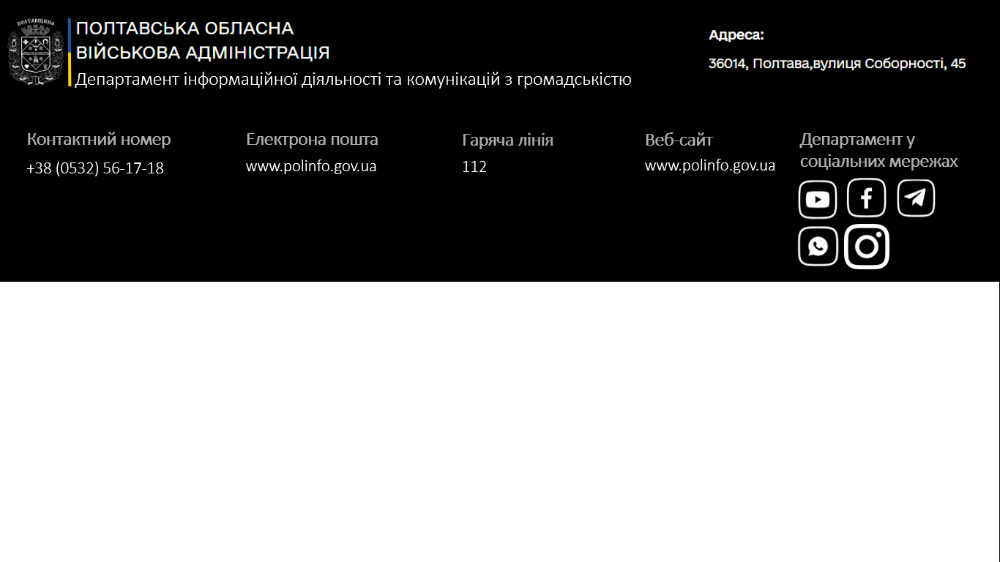 ПОЛТАВЩИНА
ПОЛТАВСЬКА ОБЛАСНА
ВІЙСЬКОВА АДМІНІСТРАЦІЯ
Департамент інформаційної діяльності та комунікацій з громадськістю
Адреса:
36014, Полтава,вулиця Соборності, 45
Контактний номер
+38 (0532) 56-17-18
Електрона пошта
www.polinfo.gov.ua
Гаряча лінія
112
Веб-сайт
www.polinfo.gov.ua
Департамент у
соціальних мережах